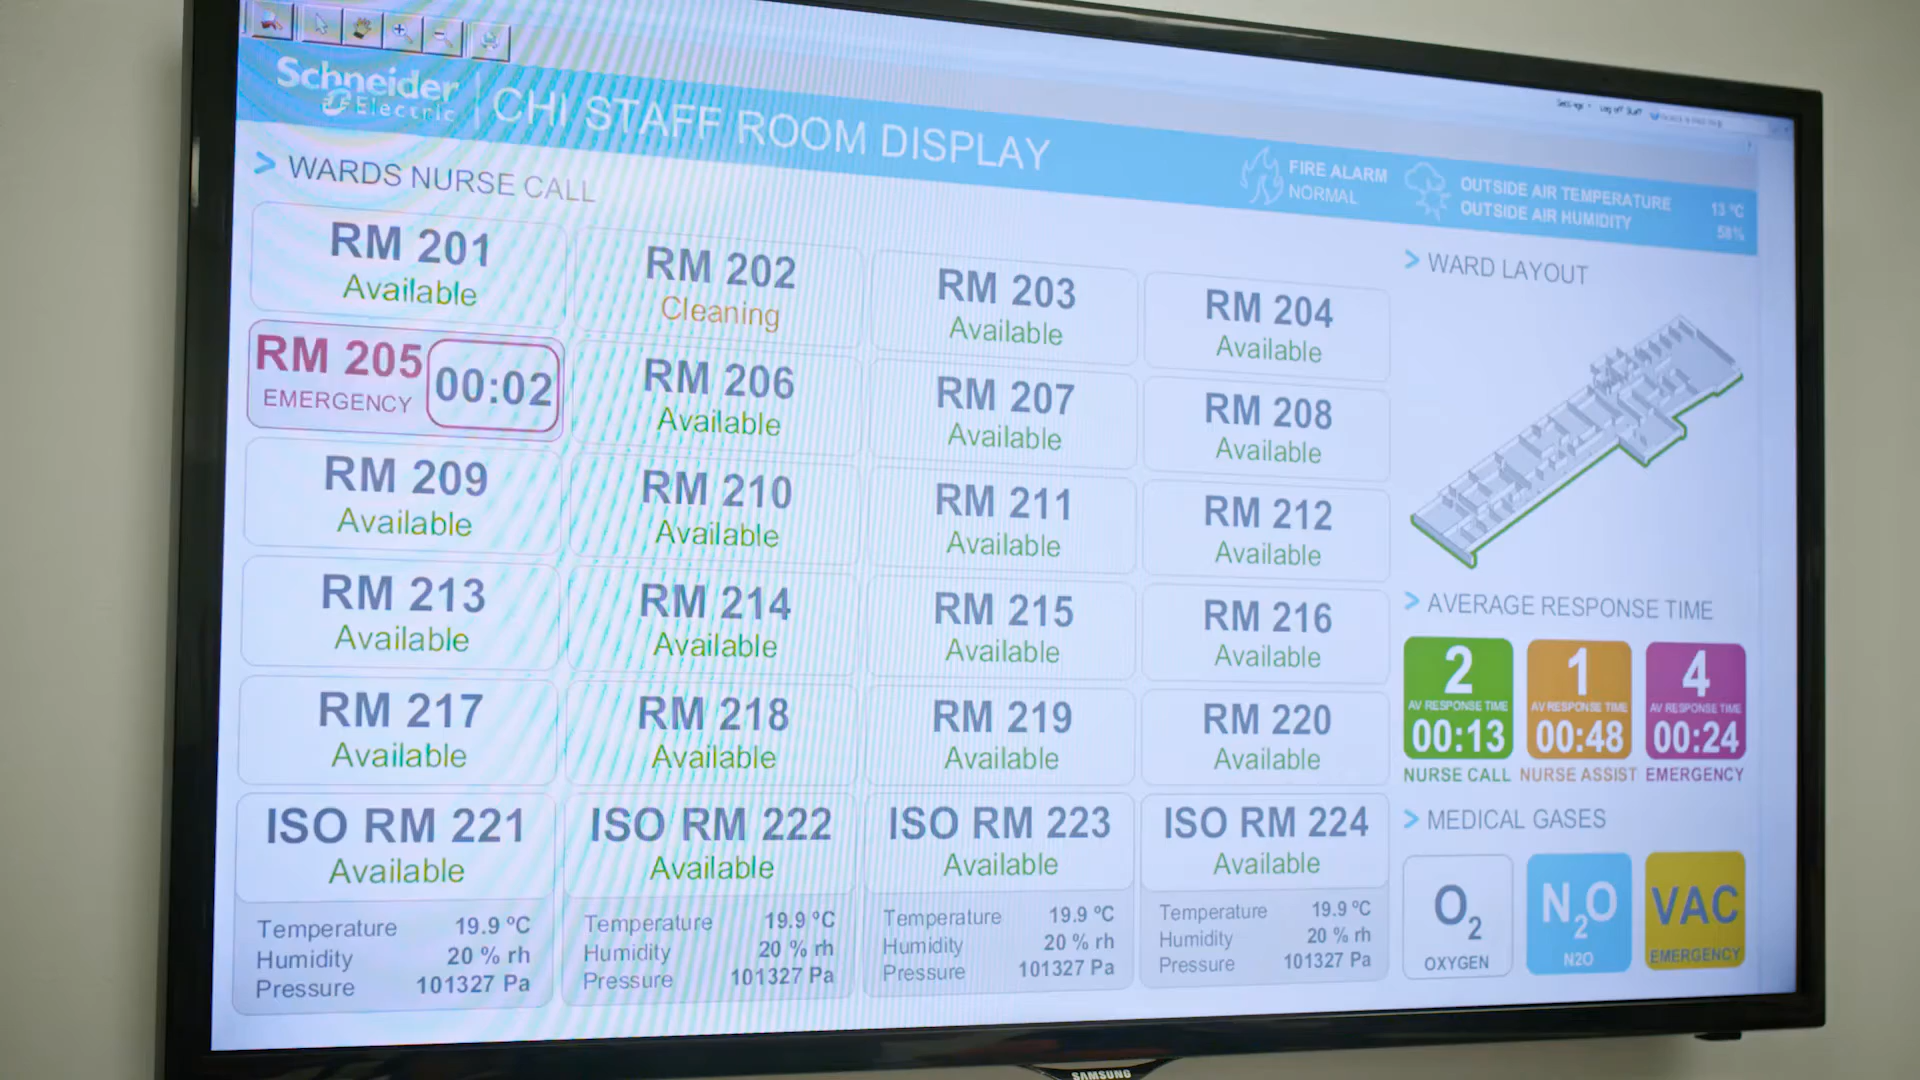 Log off Staff
Schneider Electric
CHI STAFF ROOM DISPLAY
FIRE ALARM
NORMAL
OUTSIDE AIR TEMPERATURE 13 ºC
OUTSIDE AIR HUMIDITY 58%
> WARDS NURSE CALL
RM 201
Available
RM 202
Cleaning
RM 203
Available
RM 204
Available
RM 205
EMERGENCY
00:02
RM 206
Available
RM 207
Available
RM 208
Available
RM 209
Available
RM 210
Available
RM 211
Available
RM 212
Available
RM 213
Available
RM 214
Available
RM 215
Available
RM 216
Available
RM 217
Available
RM 218
Available
RM 219
Available
RM 220
Available
ISO RM 221
Available
Temperature 19.9 ºC
Humidity 20 % rh
Pressure 101327 Pa
ISO RM 222
Available
Temperature 19.9 ºC
Humidity 20 % rh
Pressure 101327 Pa
ISO RM 223
Available
Temperature 19.9 ºC
Humidity 20 % rh
Pressure 101327 Pa
ISO RM 224
Available
Temperature 19.9 ºC
Humidity 20 % rh
Pressure 101327 Pa
> WARD LAYOUT
> AVERAGE RESPONSE TIME
2
AV RESPONSE TIME
00:13
NURSE CALL
1
AV RESPONSE TIME
00:48
NURSE ASSIST
4
AV RESPONSE TIME
00:24
EMERGENCY
> MEDICAL GASES
O2
OXYGEN
N2O
N2O
VAC
EMERGENCY
SAMSUNG